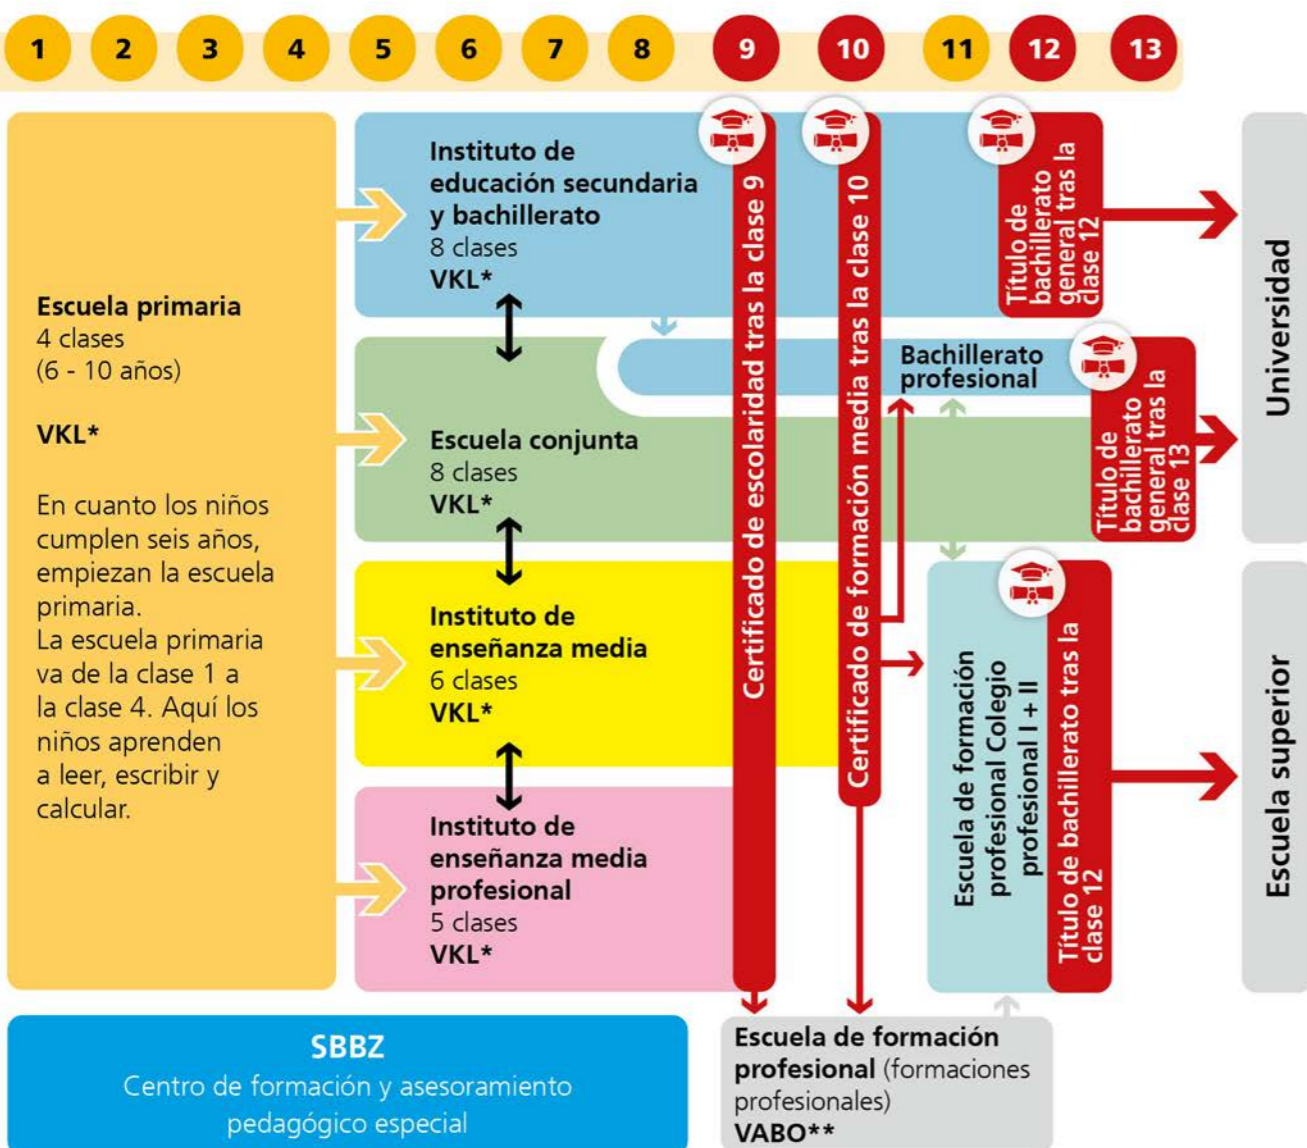 1 2 3 4 5 6 7 8 9 10 11 12 13
Escuela primaria
4 clases
(6 - 10 años)
VKL*
En cuanto los niños
cumplen seis años,
empiezan la escuela
primaria.
La escuela primaria
va de la clase 1 a
la clase 4. Aquí los
niños aprenden
a leer, escribir y
calcular.
Instituto de
educación secundaria
y bachillerato
8 clases
VKL*
Escuela conjunta
8 clases
VKL*
Instituto de
enseñanza media
6 clases
VKL*
Instituto de
enseñanza media
profesional
5 clases
VKL*
Certificado de escolaridad tras la clase 9
Certificado de formación media tras la clase 10
Título de
bachillerato
general tras la
clase 12
Bachillerato
profesional
Título de
bachillerato
general tras la
clase 13
Escuela de formación
profesional Colegio
profesional I + II
Título de bachillerato tras la
clase 12
Universidad
Escuela superior
SBBZ
Centro de formación y asesoramiento
pedagógico especial
Escuela de formación
profesional (formaciones
profesionales)
VABO**